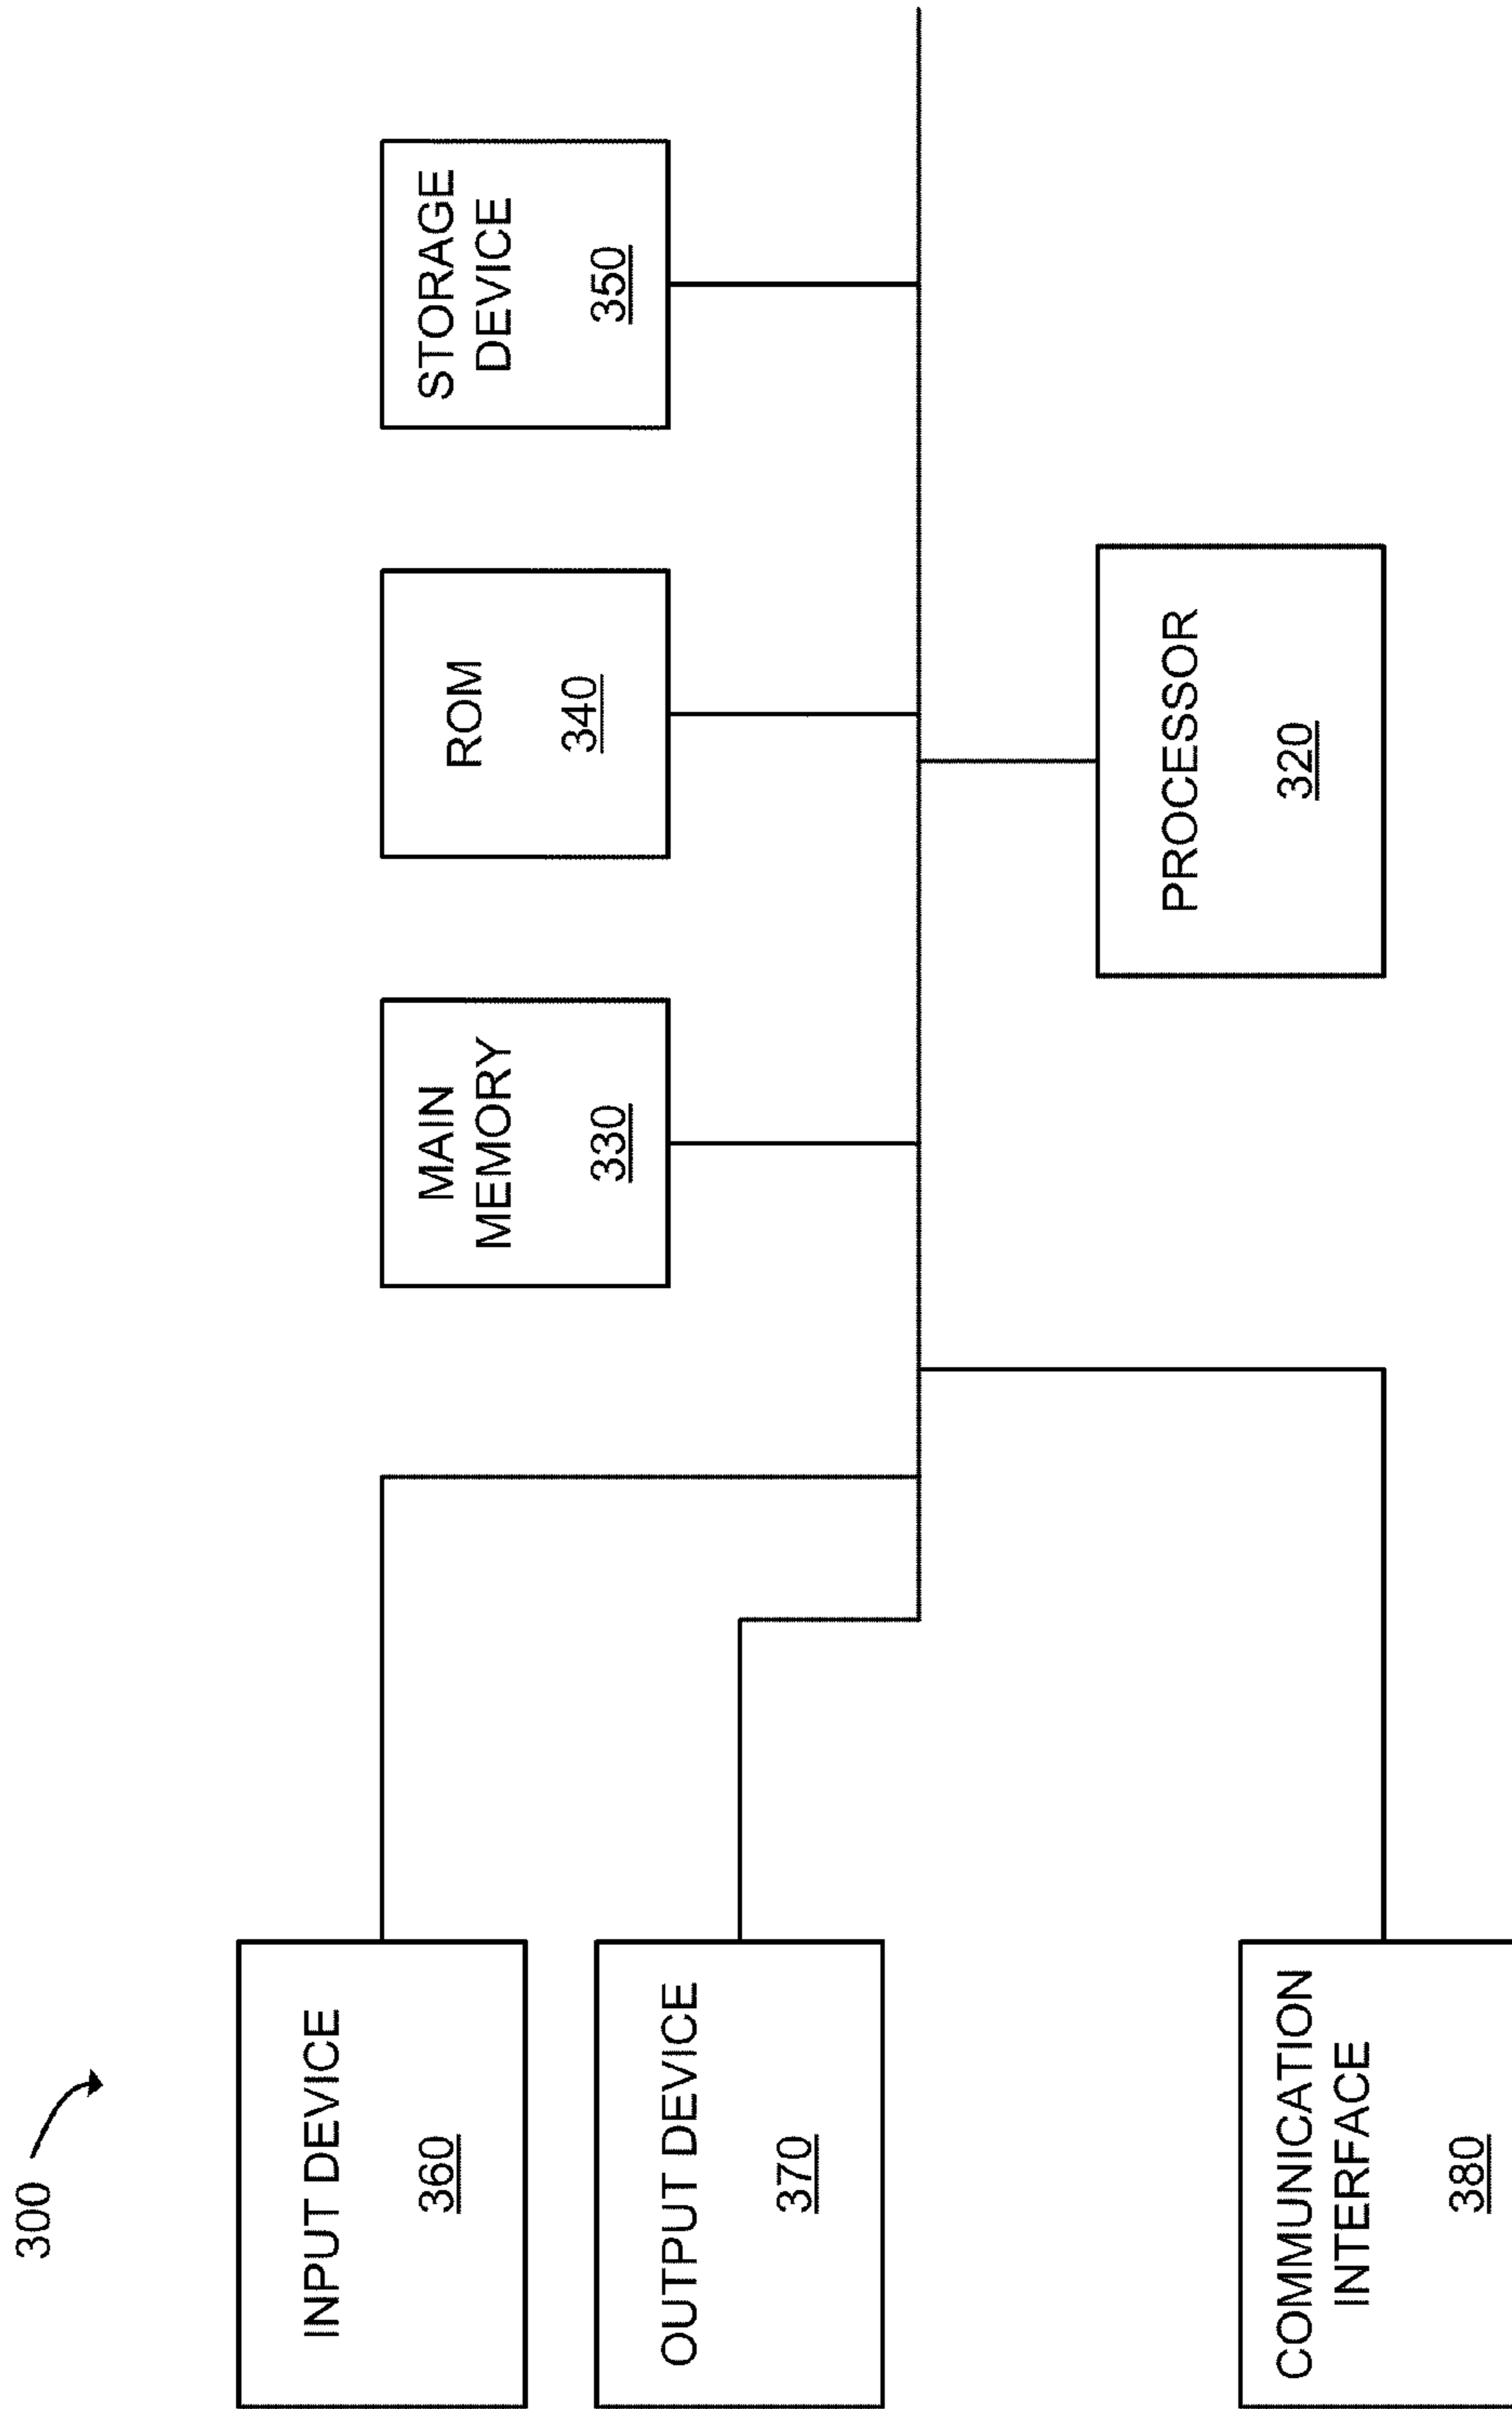 300
INPUT DEVICE
360
OUTPUT DEVICE
370
COMMUNICATION
INTERFACE
380
MAIN
MEMORY
330
ROM
340
STORAGE
DEVICE
350
PROCESSOR
320